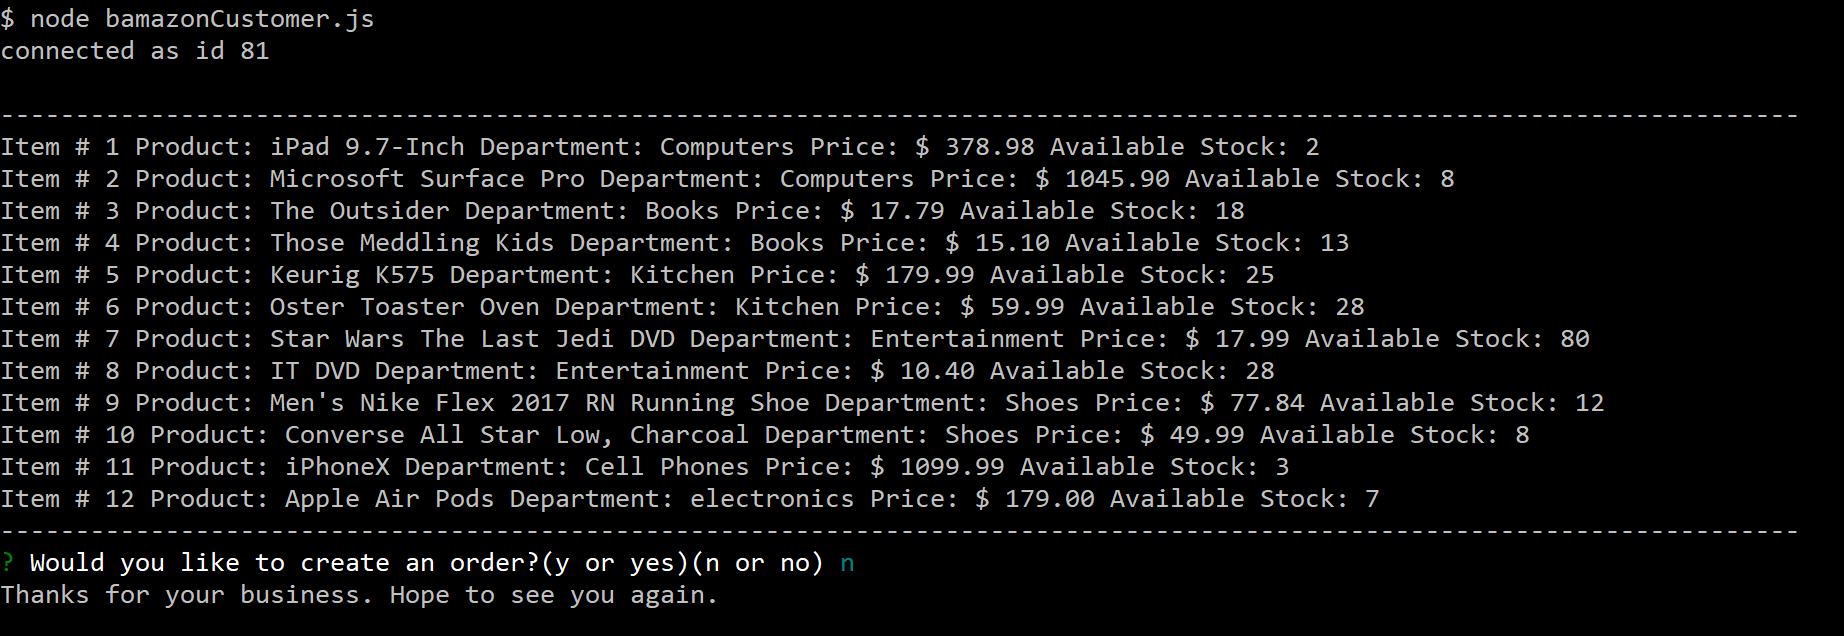 $ node bamazonCustomer.js
connected as id 81
------------------------------------------------------------------------------------------------------------------------
Item # 1 Product: iPad 9.7-Inch Department: Computers Price: $ 378.98 Available Stock: 2
Item # 2 Product: Microsoft Surface Pro Department: Computers Price: $ 1045.90 Available Stock: 8
Item # 3 Product: The Outsider Department: Books Price: $ 17.79 Available Stock: 18
Item # 4 Product: Those Meddling Kids Department: Books Price: $ 15.10 Available Stock: 13
Item # 5 Product: Keurig K575 Department: Kitchen Price: $ 179.99 Available Stock: 25
Item # 6 Product: Oster Toaster Oven Department: Kitchen Price: $ 59.99 Available Stock: 28
Item # 7 Product: Star Wars The Last Jedi DVD Department: Entertainment Price: $ 17.99 Available Stock: 80
Item # 8 Product: IT DVD Department: Entertainment Price: $ 10.40 Available Stock: 28
Item # 9 Product: Men's Nike Flex 2017 RN Running Shoe Department: Shoes Price: $ 77.84 Available Stock: 12
Item # 10 Product: Converse All Star Low, Charcoal Department: Shoes Price: $ 49.99 Available Stock: 8
Item # 11 Product: iPhoneX Department: Cell Phones Price: $ 1099.99 Available Stock: 3
Item # 12 Product: Apple Air Pods Department: electronics Price: $ 179.00 Available Stock: 7
------------------------------------------------------------------------------------------------------------------------
? Would you like to create an order?(y or yes)(n or no) n
Thanks for your business. Hope to see you again.